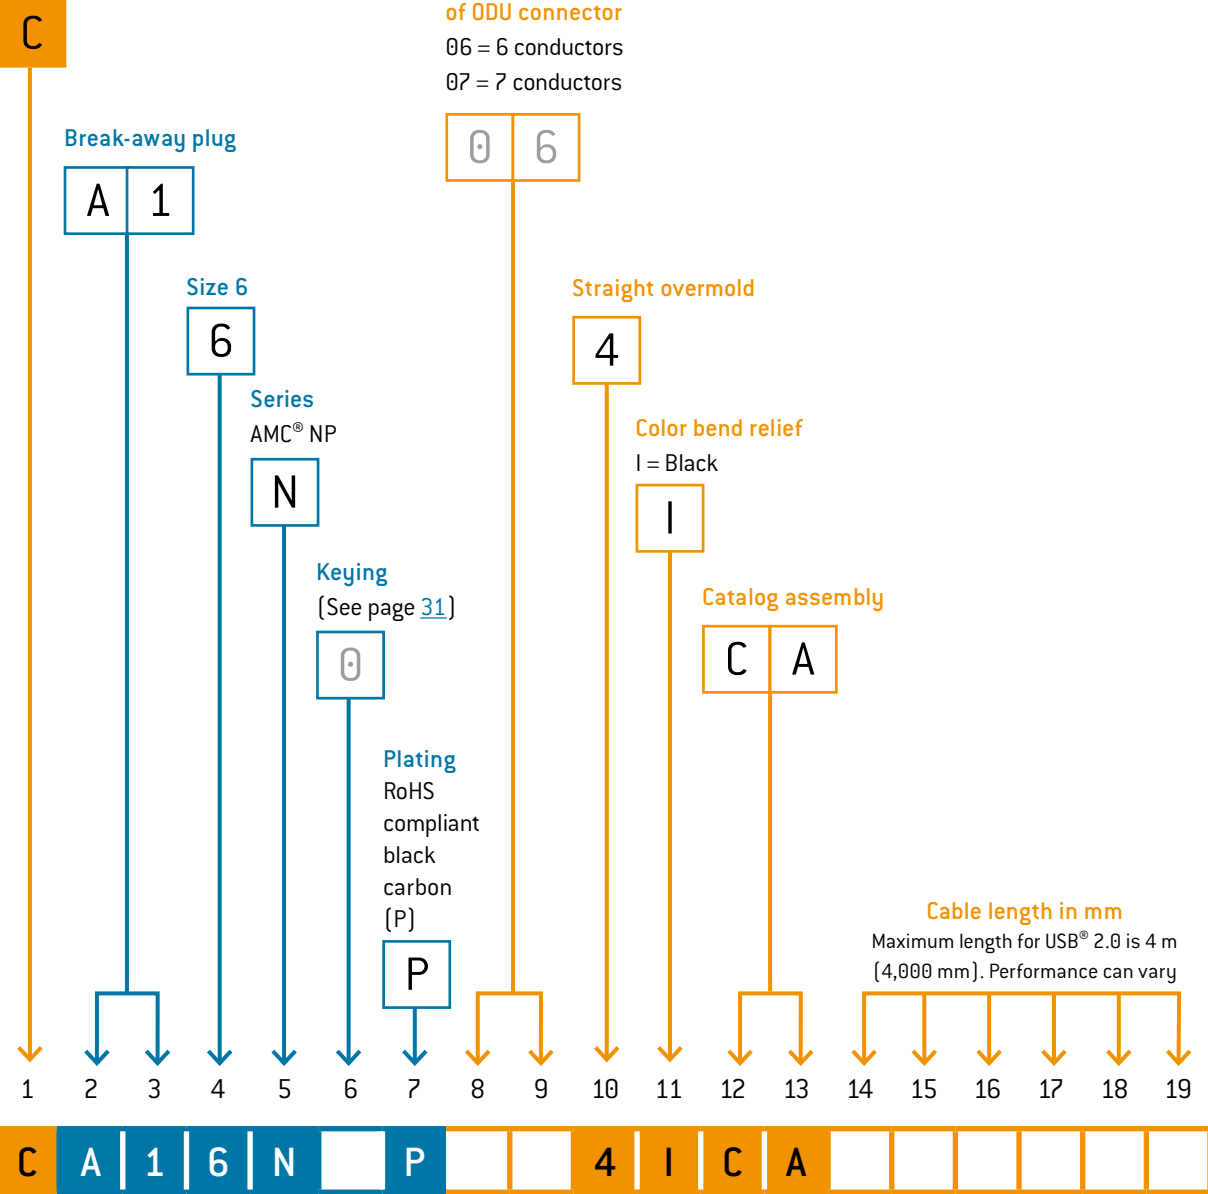 C
of ODU connector
06 = 6 conductors
07 = 7 conductors
0 6
Break-away plug
A 1
Size 6
6
Straight overmold
4
Series
AMC® NP
N
Color bend relief
I = Black
I
Keying
(See page 31)
0
Catalog assembly
C A
Plating
RoHS
compliant
black
carbon
(P)
P
Cable length in mm
Maximum length for USB® 2.0 is 4 m
(4,000 mm). Performance can vary
1 2 3 4 5 6 7 8 9 10 11 12 13 14 15 16 17 18 19
C A 1 6 N P 4 I C A